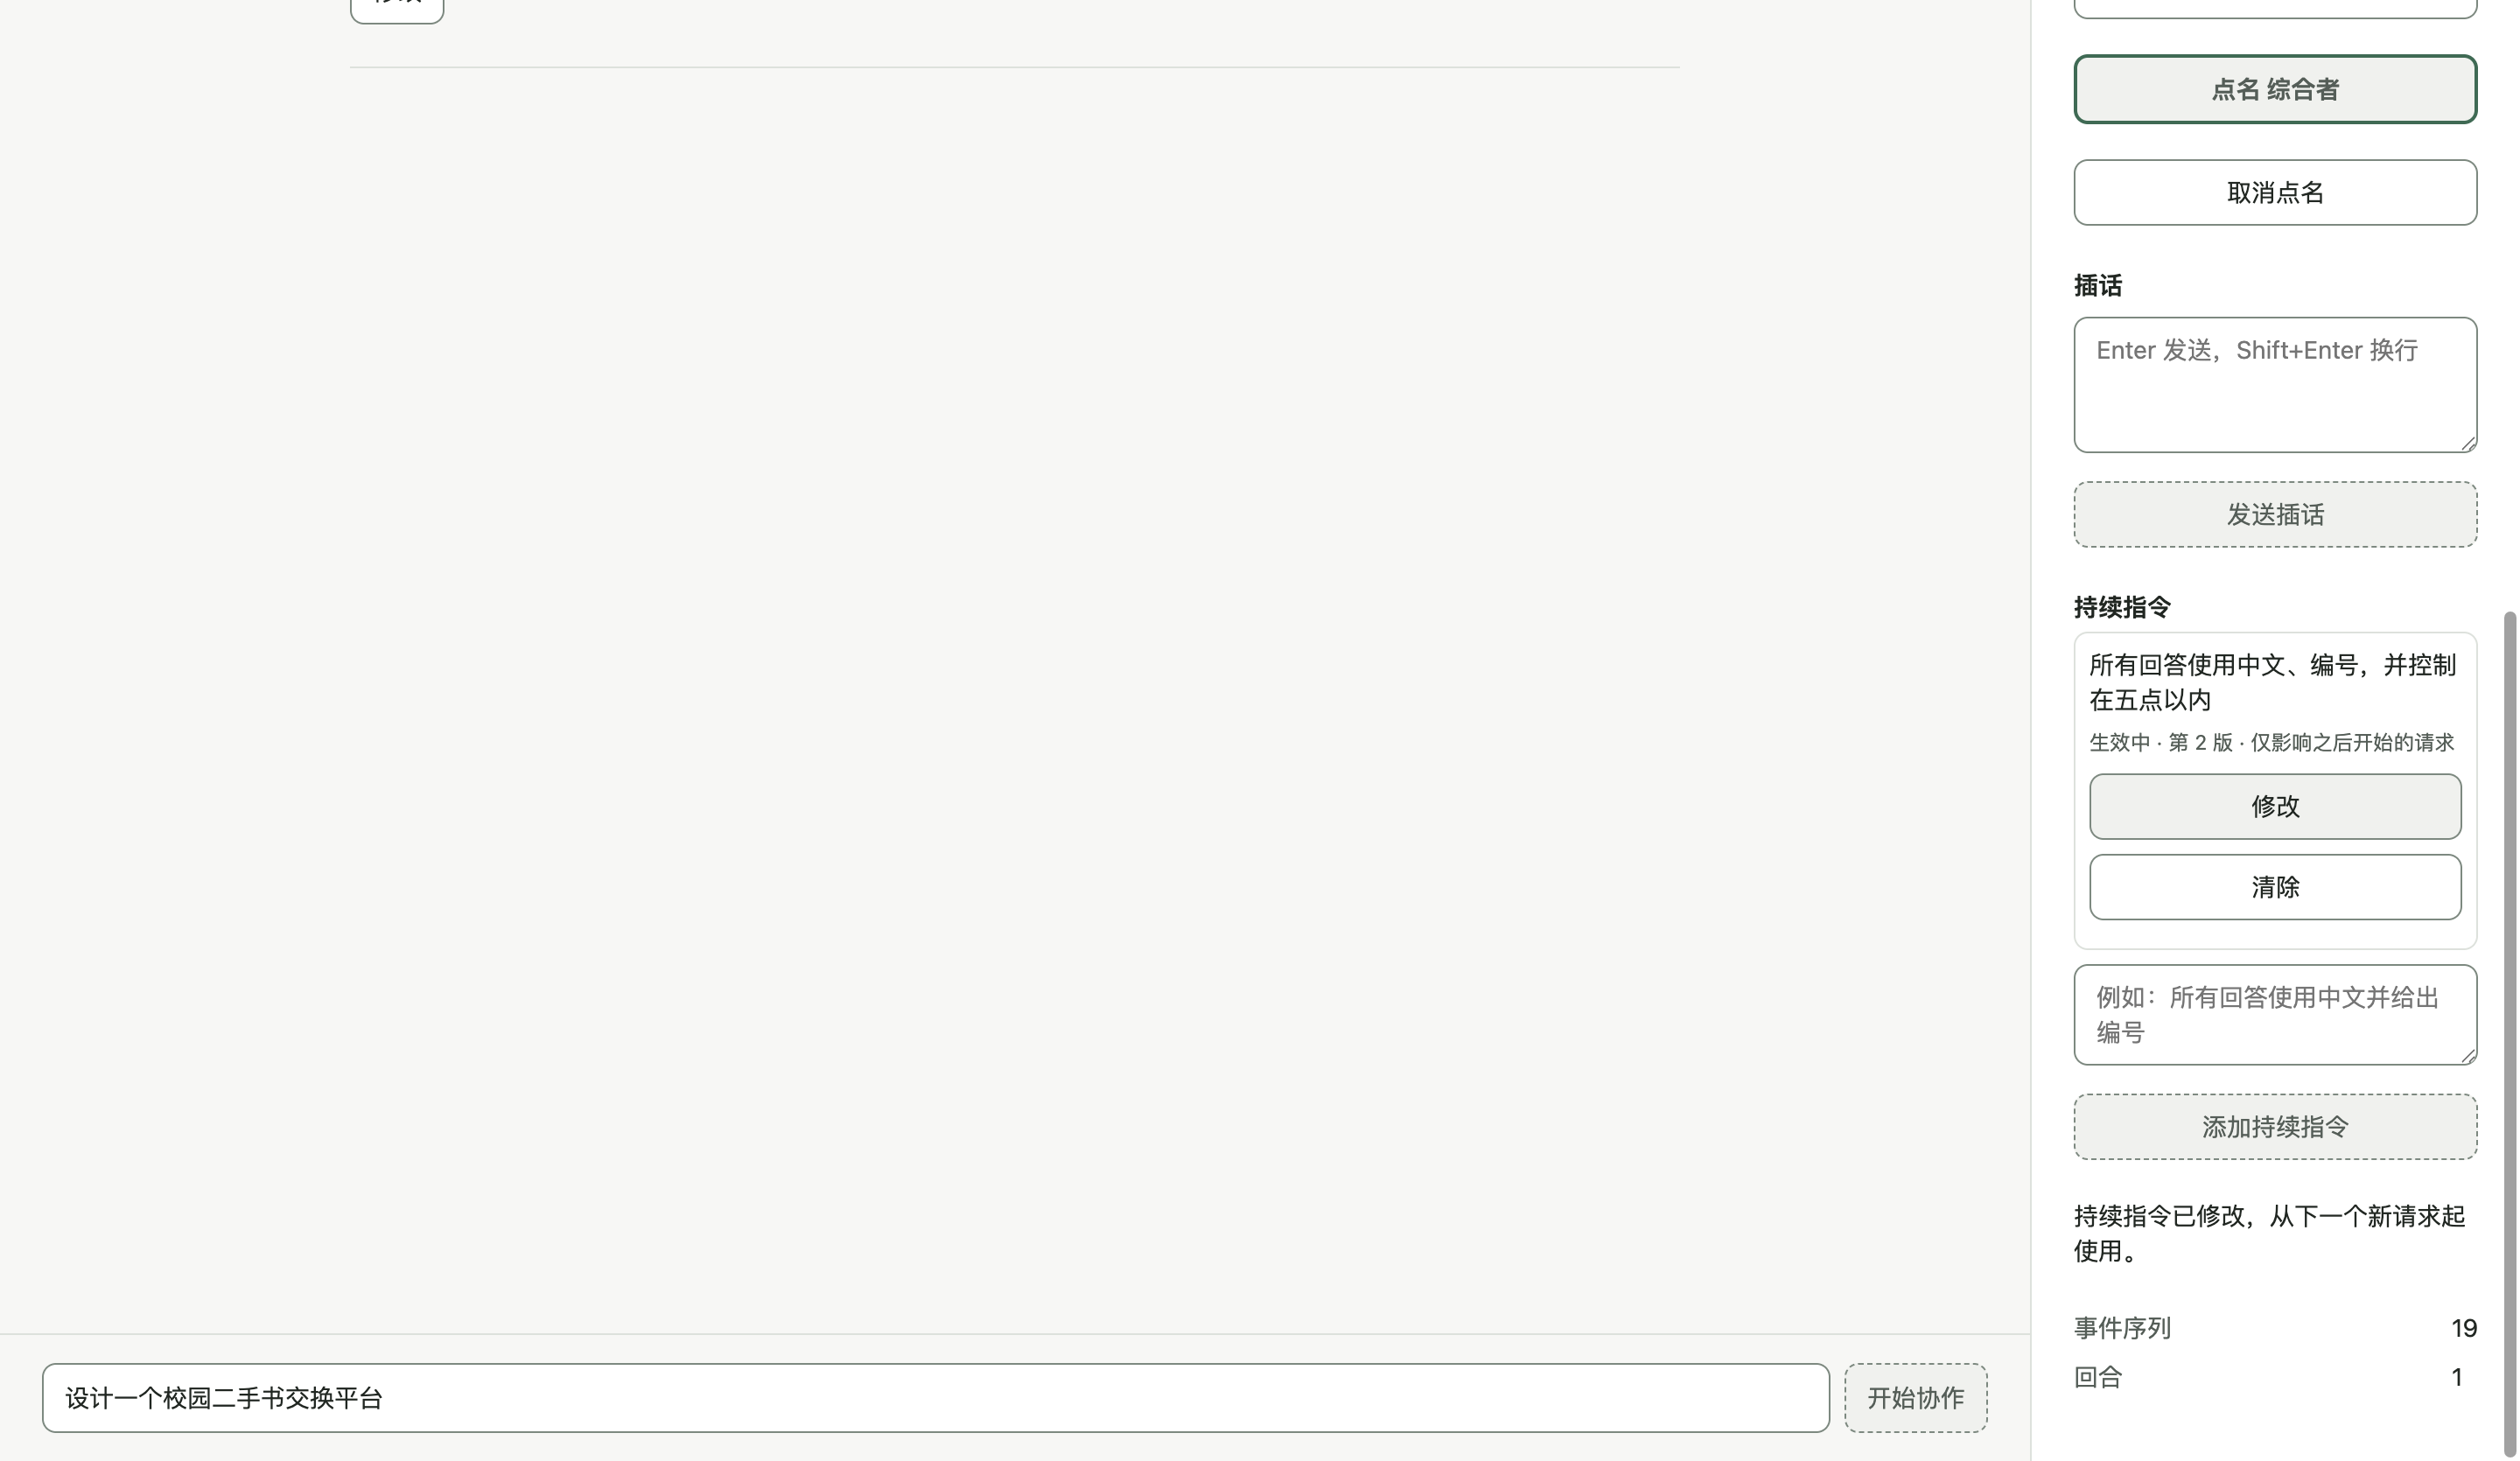 点名 综合者
取消点名
插话
Enter 发送，Shift+Enter 换行
发送插话
持续指令
所有回答使用中文、编号，并控制
在五点以内
生效中 · 第 2 版 · 仅影响之后开始的请求
修改
清除
例如：所有回答使用中文并给出
编号
添加持续指令
持续指令已修改，从下一个新请求起
使用。
事件序列 19
回合 1
设计一个校园二手书交换平台
开始协作